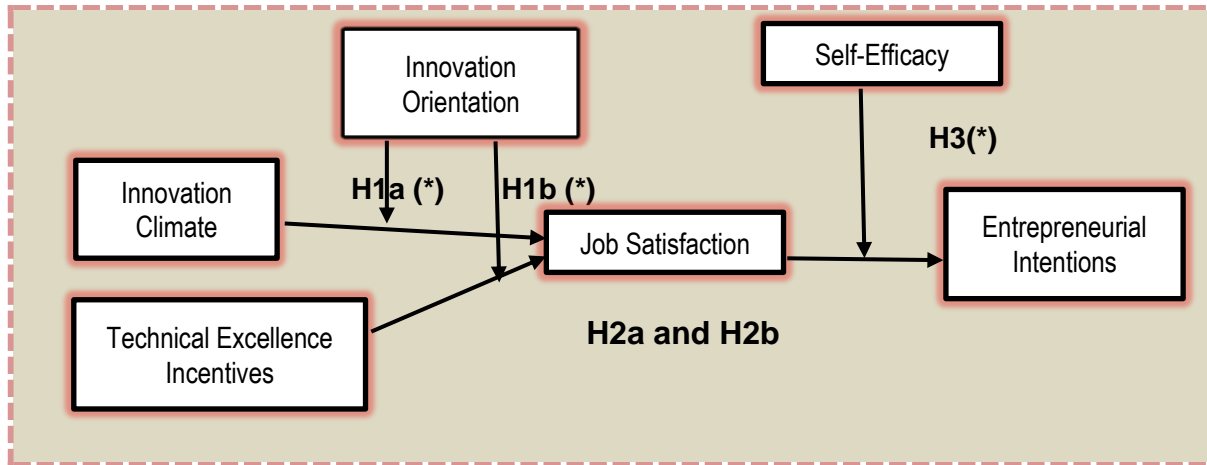 Innovation
Orientation
Self-Efficacy
H1a (*)
H1b (*)
H3(*)
Innovation
Climate
Job Satisfaction
Entrepreneurial
Intentions
Technical Excellence
Incentives
H2a and H2b